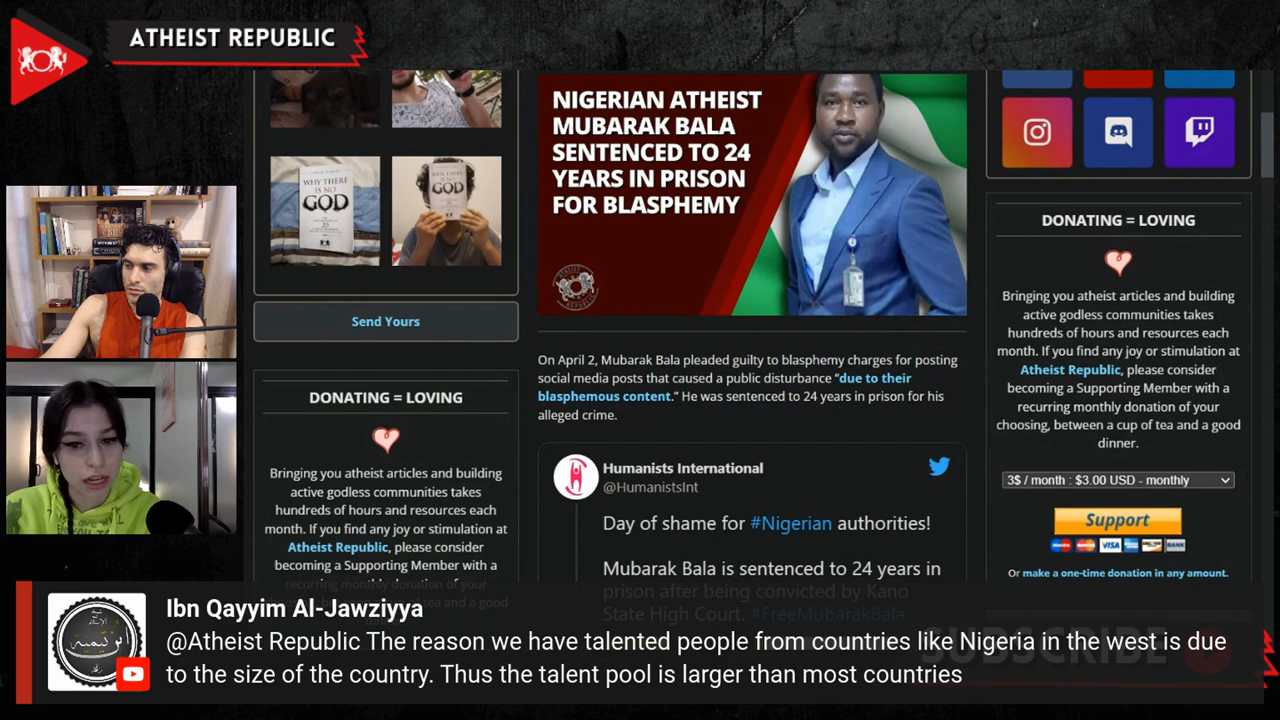 ATHEIST REPUBLIC
WHY THERE
IS NO
GOD
WHY THERE
IS NO
GOD
Send Yours
DONATING = LOVING
Bringing you atheist articles and building
active godless communities takes
hundreds of hours and resources each
month. If you find any joy or stimulation at
Atheist Republic, please consider
becoming a Supporting Member with a
recurring monthly donation of your
NIGERIAN ATHEIST
MUBARAK BALA
SENTENCED TO 24
YEARS IN PRISON
FOR BLASPHEMY
On April 2, Mubarak Bala pleaded guilty to blasphemy charges for posting
social media posts that caused a public disturbance “due to their
blasphemous content.” He was sentenced to 24 years in prison for his
alleged crime.
Humanists International
@HumanistsInt
Day of shame for #Nigerian authorities!
Mubarak Bala is sentenced to 24 years in
prison after being convicted by Kano
State High Court. #FreeMubarakBala
DONATING = LOVING
Bringing you atheist articles and building
active godless communities takes
hundreds of hours and resources each
month. If you find any joy or stimulation at
Atheist Republic, please consider
becoming a Supporting Member with a
recurring monthly donation of your
choosing, between a cup of tea and a good
dinner.
3$ / month : $3.00 USD - monthly
Support
VISA
BANK
Or make a one-time donation in any amount.
SUBSCRIBE
Ibn Qayyim Al-Jawziyya
@Atheist Republic The reason we have talented people from countries like Nigeria in the west is due
to the size of the country. Thus the talent pool is larger than most countries